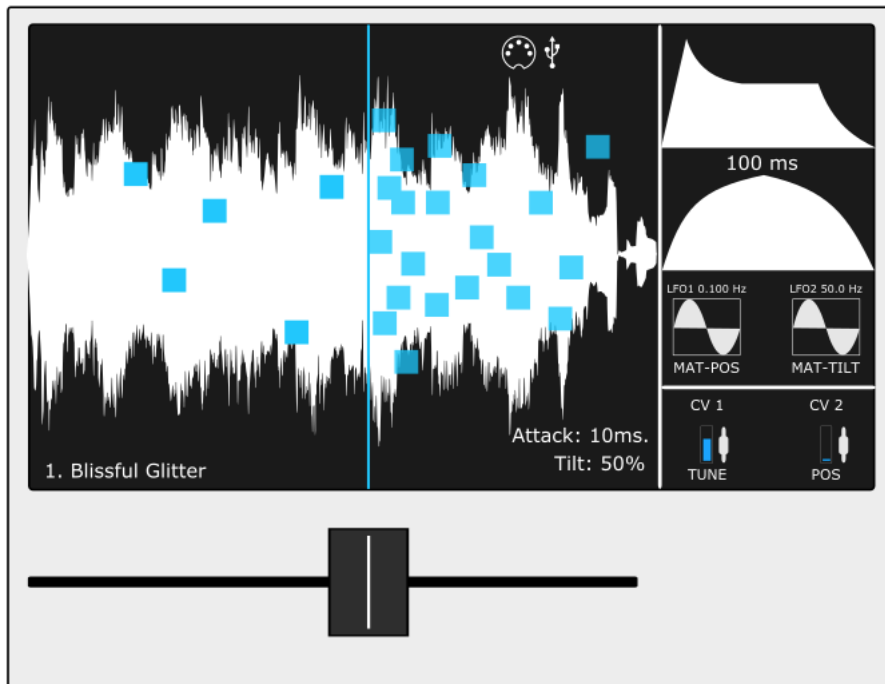 Attack: 10ms.
Tilt: 50%
1. Blissful Glitter
100 ms
LFO1 0.100 Hz
LFO2 50.0 Hz
MAT-POS
MAT-TILT
CV 1
CV 2
TUNE
POS